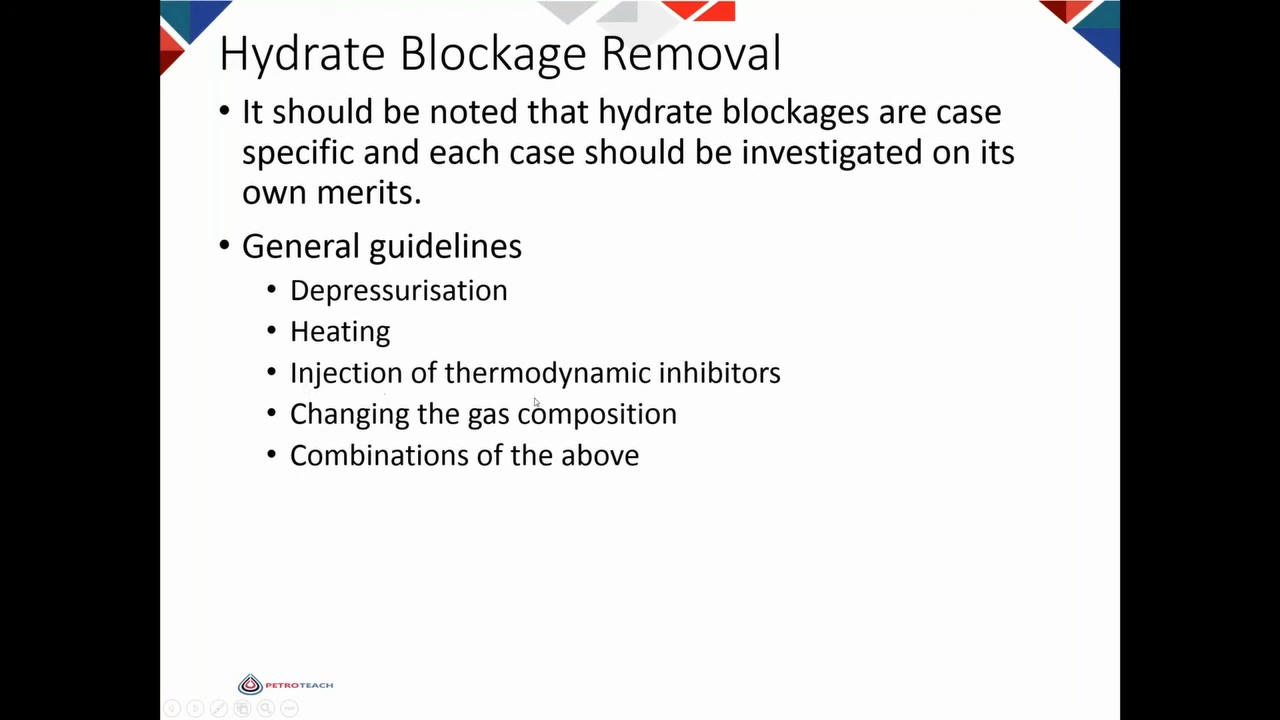 Hydrate Blockage Removal
• It should be noted that hydrate blockages are case
specific and each case should be investigated on its
own merits.
• General guidelines
• Depressurisation
• Heating
• Injection of thermodynamic inhibitors
• Changing the gas composition
• Combinations of the above
PETROTEACH